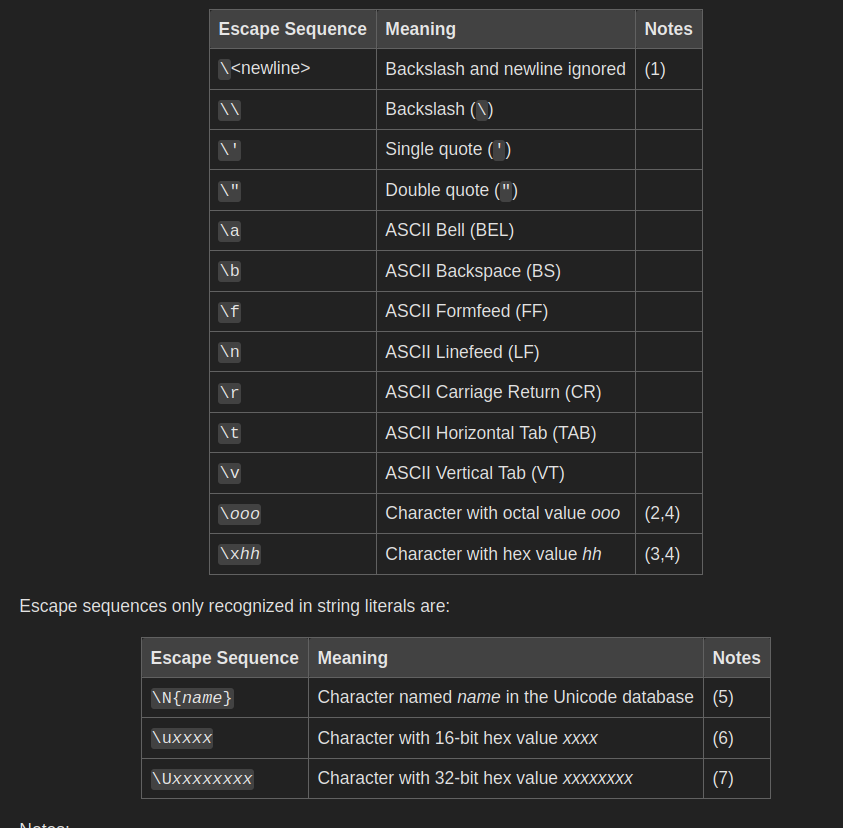 Escape Sequence Meaning Notes
\<newline> Backslash and newline ignored (1)
\\ Backslash (\)
\' Single quote (')
\" Double quote (")
\a ASCII Bell (BEL)
\b ASCII Backspace (BS)
\f ASCII Formfeed (FF)
\n ASCII Linefeed (LF)
\r ASCII Carriage Return (CR)
\t ASCII Horizontal Tab (TAB)
\v ASCII Vertical Tab (VT)
\ooo Character with octal value ooo (2,4)
\xhh Character with hex value hh (3,4)
Escape sequences only recognized in string literals are:
Escape Sequence Meaning Notes
\N{name} Character named name in the Unicode database (5)
\uxxxx Character with 16-bit hex value xxxx (6)
\Uxxxxxxxx Character with 32-bit hex value xxxxxxxx (7)
Notes: